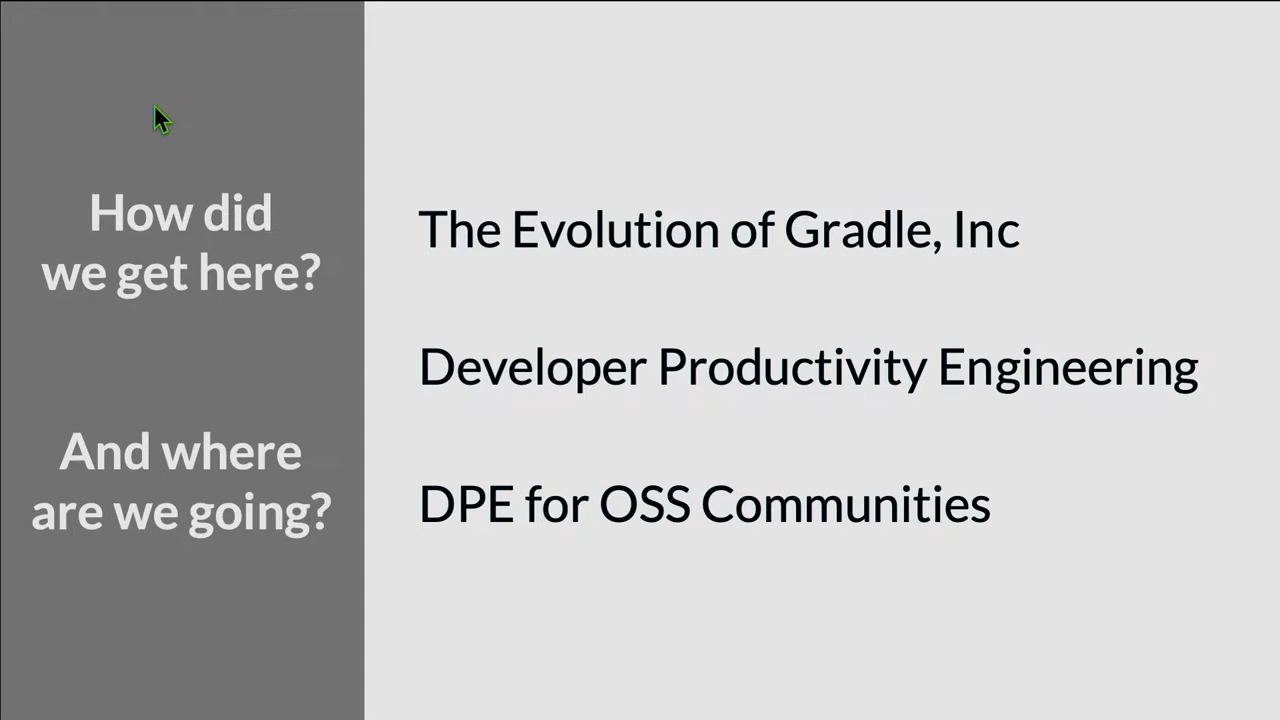 How did
we get here?
And where
are we going?
The Evolution of Gradle, Inc
Developer Productivity Engineering
DPE for OSS Communities